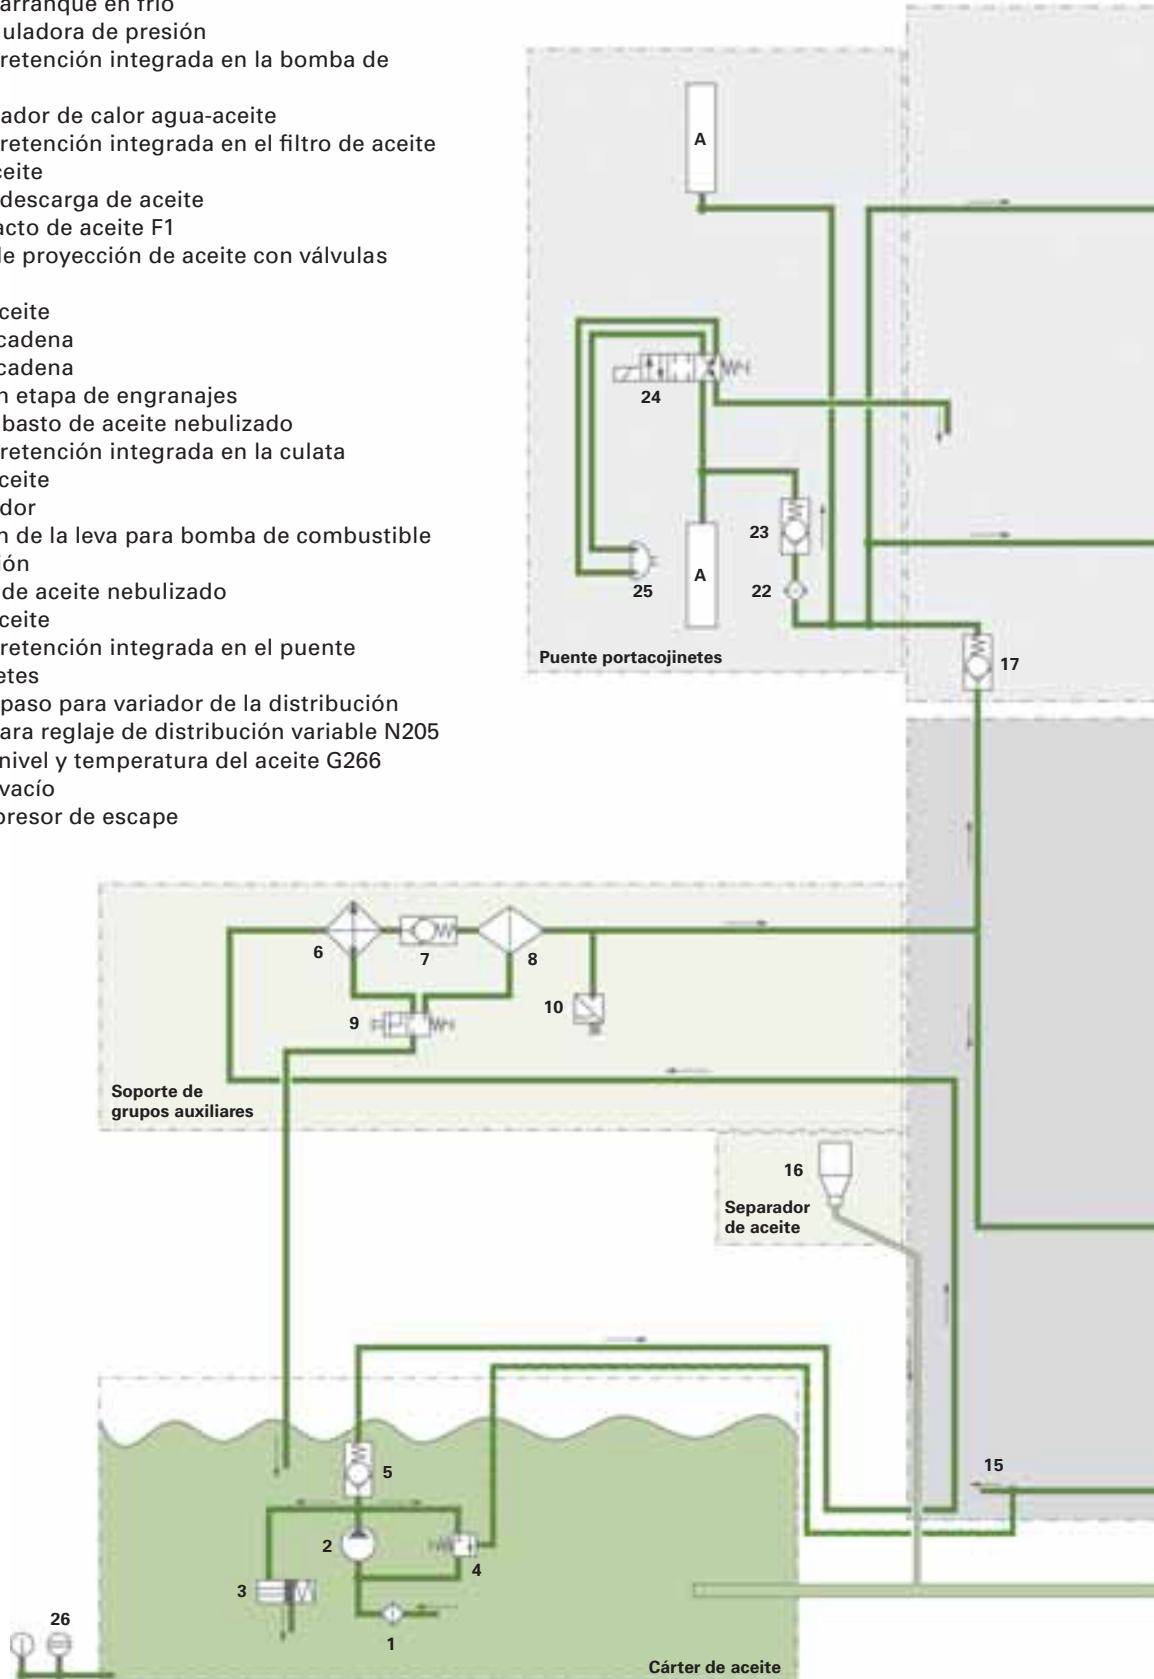 arranque en frío
uladora de presión
retención integrada en la bomba de
ador de calor agua-aceite
retención integrada en el filtro de aceite
ceite
descarga de aceite
acto de aceite F1
de proyección de aceite con válvulas
ceite
cadena
cadena
n etapa de engranajes
basto de aceite nebulizado
retención integrada en la culata
ceite
dor
n de la leva para bomba de combustible
ión
de aceite nebulizado
ceite
retención integrada en el puente
etes
paso para variador de la distribución
ara reglaje de distribución variable N205
nivel y temperatura del aceite G266
vacío
presor de escape
A
24
23
25
A
22
Puente portacojinetes
17
6
7
8
10
9
Soporte de
grupos auxiliares
16
Separador
de aceite
15
5
2
4
3
26
1
Cárter de aceite